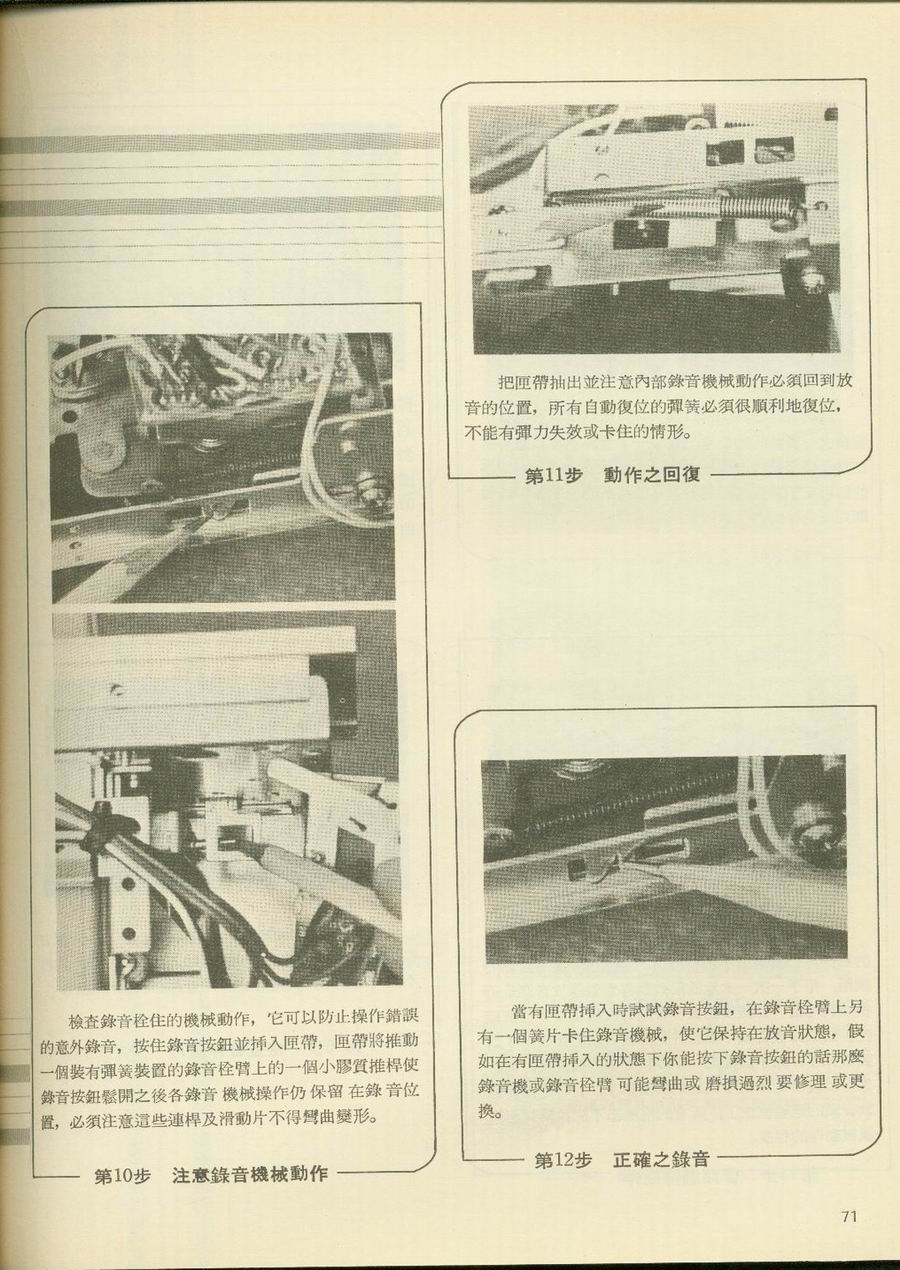 檢查錄音栓住的機械動作，它可以防止操作錯誤
的意外錄音，按住錄音按鈕並插入匣帶，匣帶將推動
一個裝有彈簧裝置的錄音栓臂上的一個小膠質推桿使
錄音按鈕鬆開之後各錄音機械操作仍保留在錄音位
置，必須注意這些連桿及滑動片不得彎曲變形。
第10步 注意錄音機械動作
把匣帶抽出並注意內部錄音機械動作必須回到放
音的位置，所有自動復位的彈簧必須很順利地復位，
不能有彈力失效或卡住的情形。
第11步 動作之回復
當有匣帶插入時試試錄音按鈕，在錄音栓臂上另
有一個簧片卡住錄音機械，使它保持在放音狀態，假
如在有匣帶插入的狀態下你能按下錄音按鈕的話那麼
錄音機或錄音栓臂可能彎曲或磨損過烈要修理或更
換。
第12步 正確之錄音
71